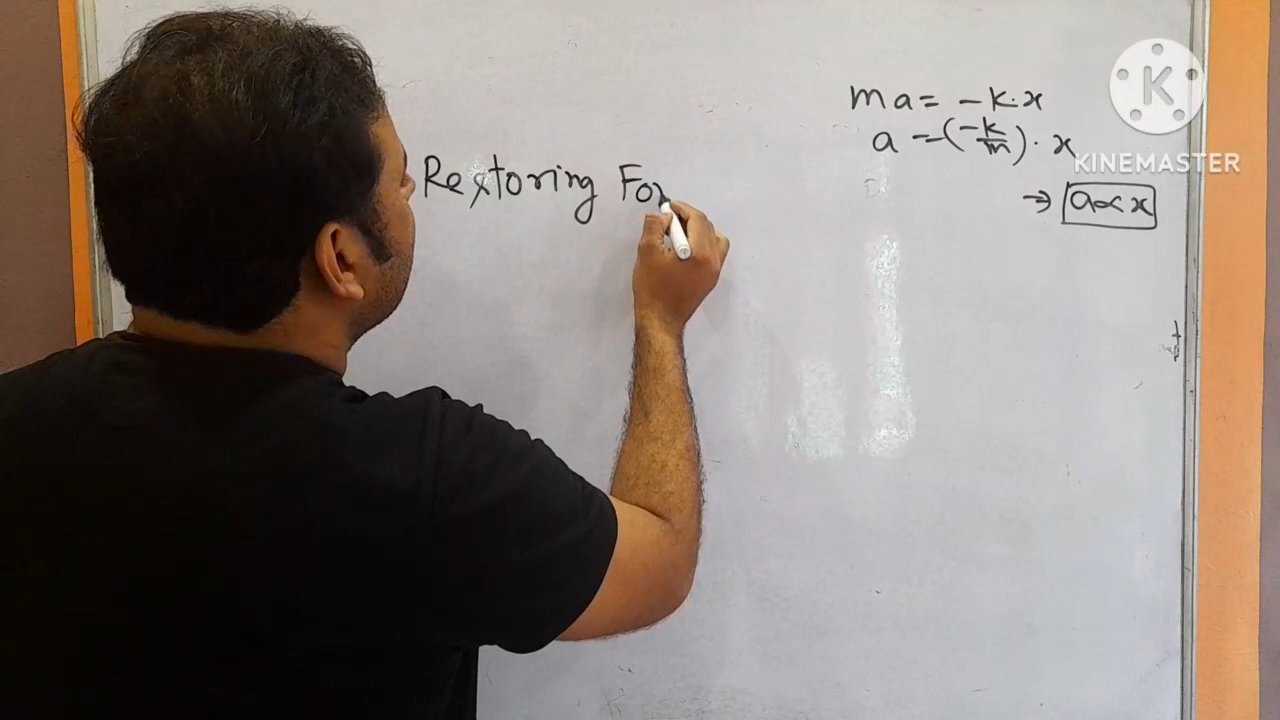 ma = -k.x
a = (-k/m) . x
→ a ∝ x
Restoring For
K
KINEMASTER